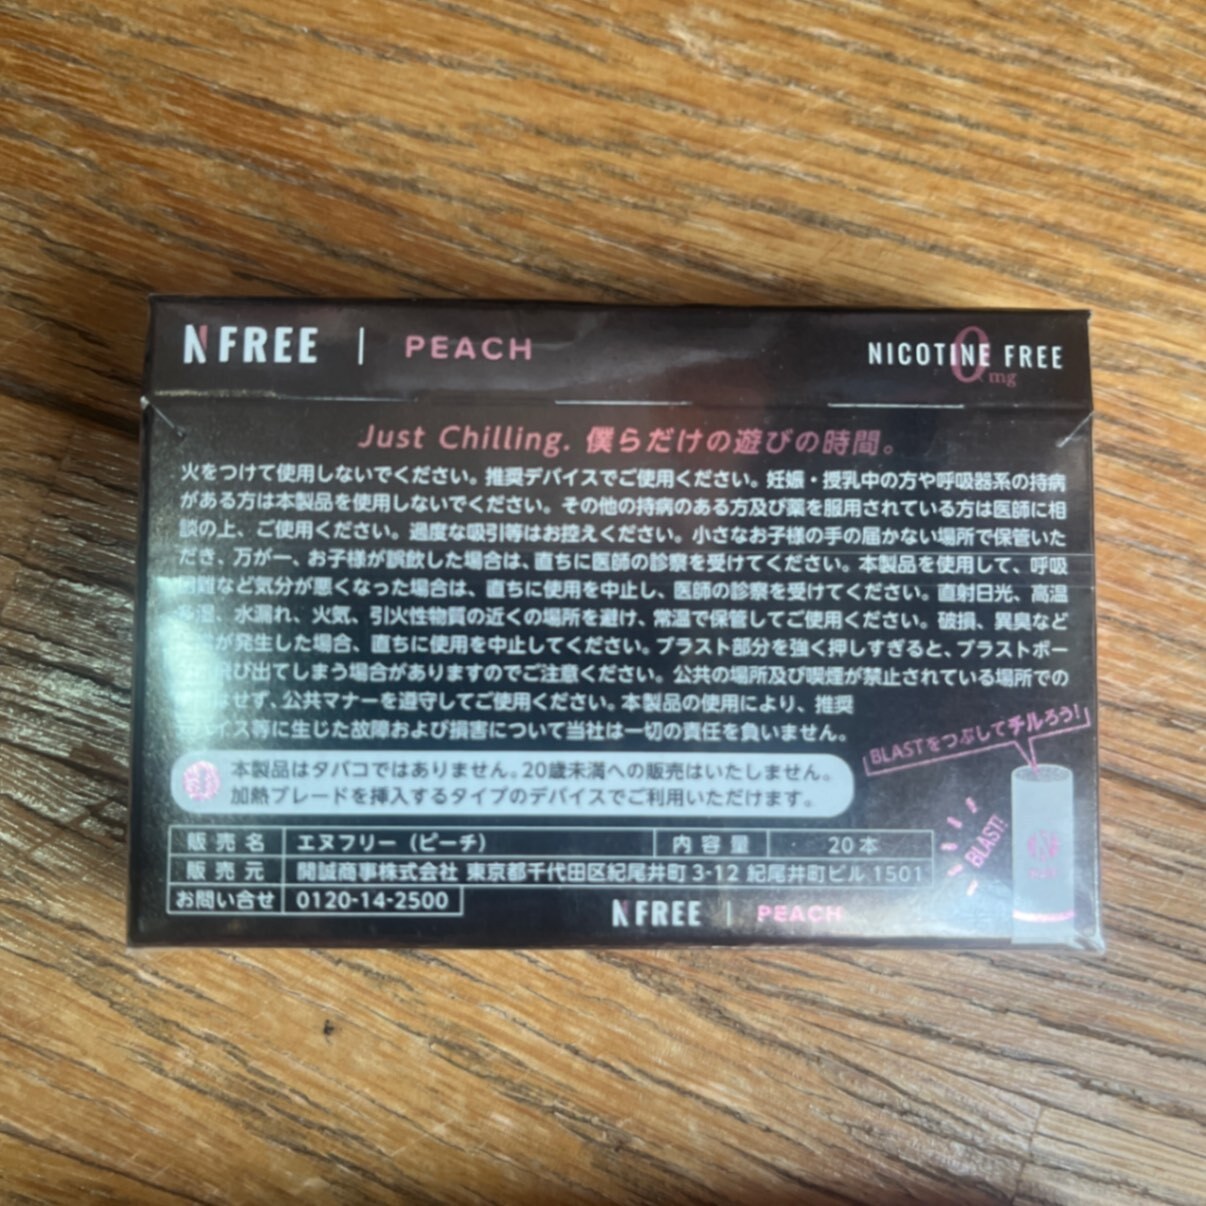 NFREE | PEACH
NICOTINE FREE
0mg
Just Chilling. 僕らだけの遊びの時間。
火をつけて使用しないでください。推奨デバイスでご使用ください。妊娠・授乳中の方や呼吸器系の持病
がある方は本製品を使用しないでください。その他の持病のある方及び薬を服用されている方は医師に相
談の上、ご使用ください。過度な吸引等はお控えください。小さなお子様の手の届かない場所で保管いた
だき、万が一、お子様が誤飲した場合は、直ちに医師の診察を受けてください。本製品を使用して、呼吸
困難など気分が悪くなった場合は、直ちに使用を中止し、医師の診察を受けてください。直射日光、高温
多湿、水漏れ、火気、引火性物質の近くの場所を避け、常温で保管してご使用ください。破損、異臭など
が発生した場合、直ちに使用を中止してください。ブラスト部分を強く押しすぎると、ブラストボー
飛び出てしまう場合がありますのでご注意ください。公共の場所及び喫煙が禁止されている場所での
せず、公共マナーを遵守してご使用ください。本製品の使用により、推奨
イス等に生じた故障および損害について当社は一切の責任を負いません。
BLASTをつぶしてチルろう!
本製品はタバコではありません。20歳未満への販売はいたしません。
加熱ブレードを挿入するタイプのデバイスでご利用いただけます。
BLAST!
販売名 エヌフリー（ピーチ） 内容量 20本
販売元 開誠商事株式会社 東京都千代田区紀尾井町3-12 紀尾井町ビル 1501
お問い合せ 0120-14-2500
NFREE | PEACH